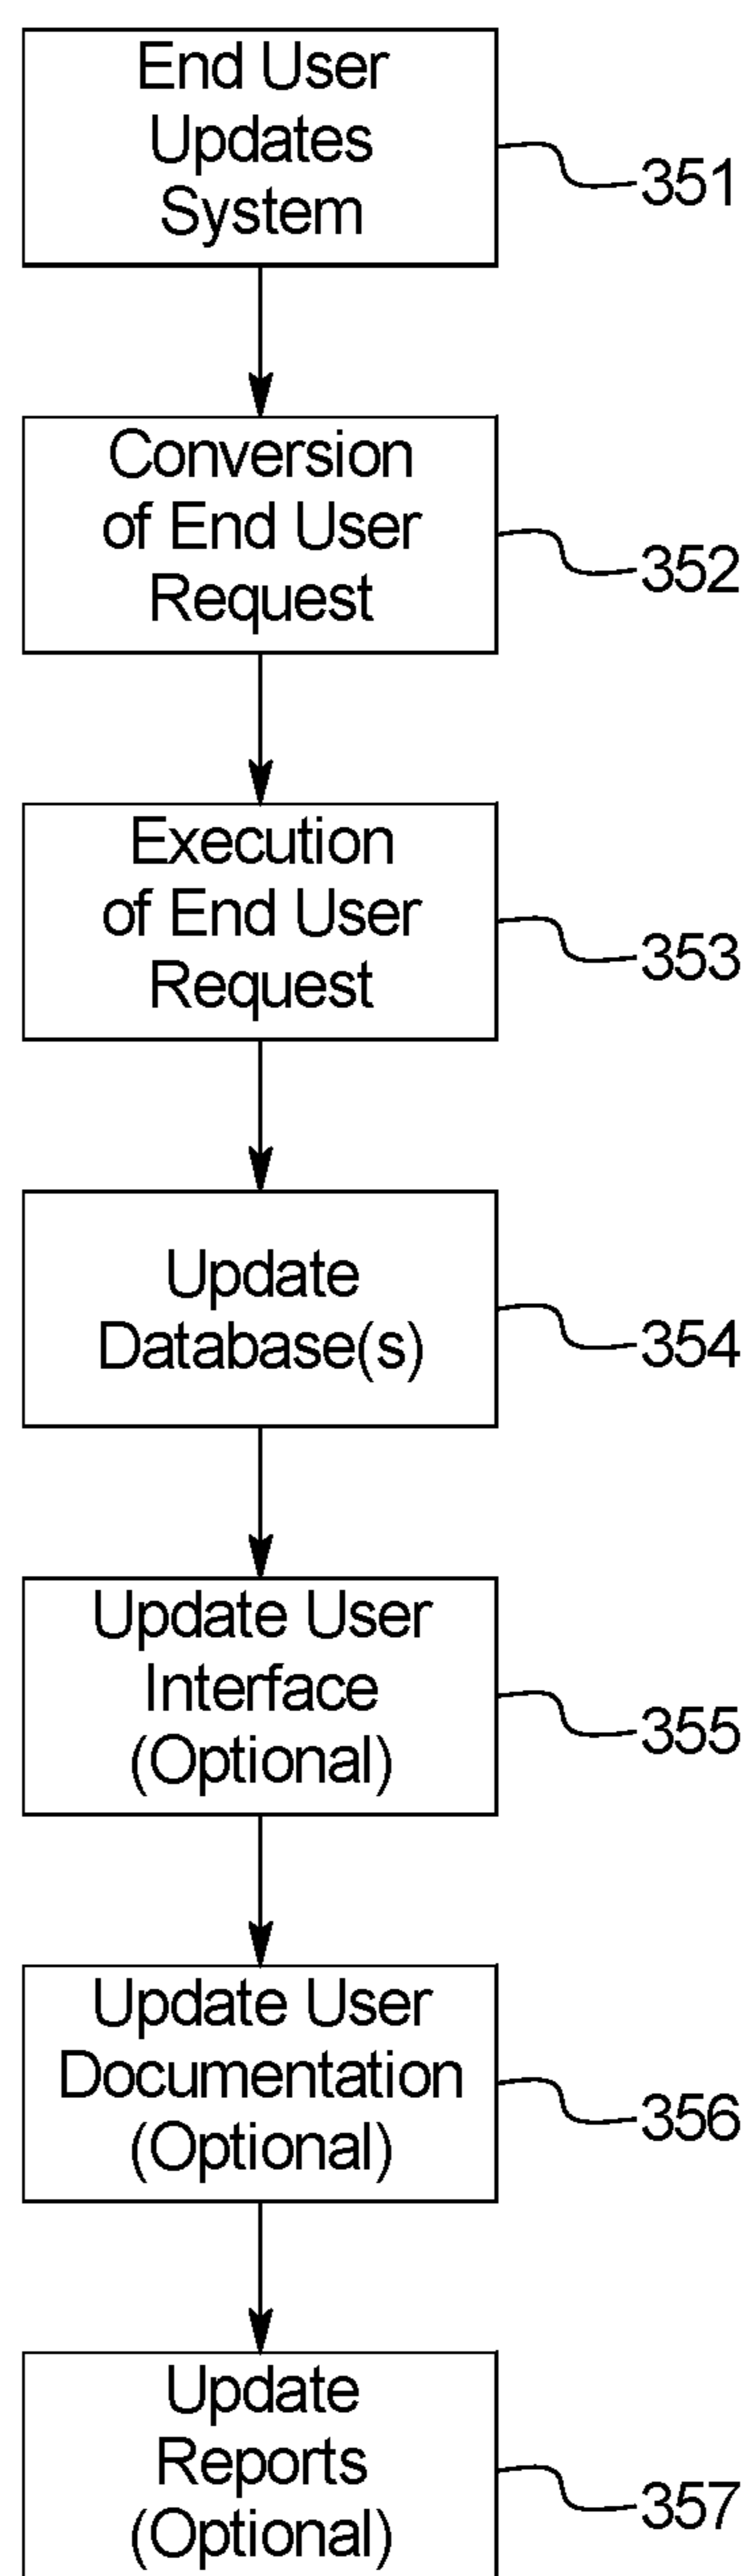 End User
Updates
System
351
Conversion
of End User
Request
352
Execution
of End User
Request
353
Update
Database(s)
354
Update User
Interface
(Optional)
355
Update User
Documentation
(Optional)
356
Update
Reports
(Optional)
357